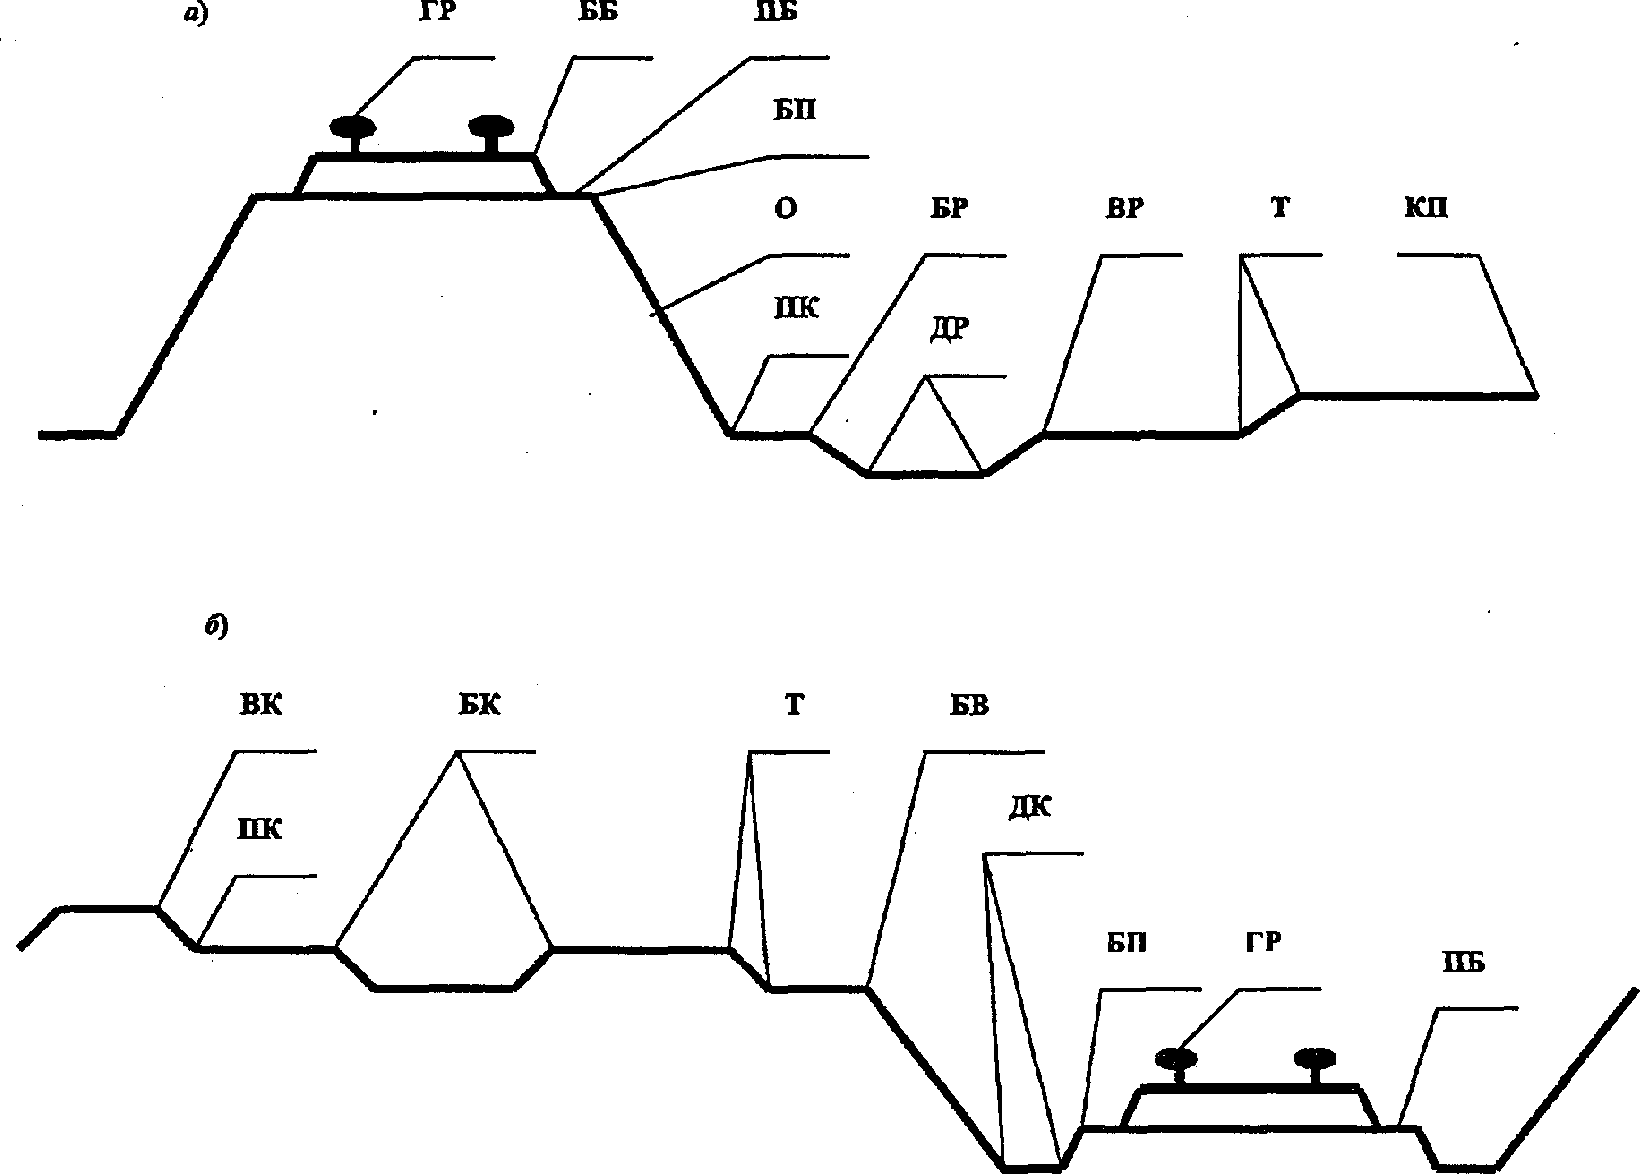 а) ГР ББ ПБ
БП
О БР ВР Т КП
ПК ДР
б)
ВК БК Т БВ
ПК ДК
БП ГР ПБ